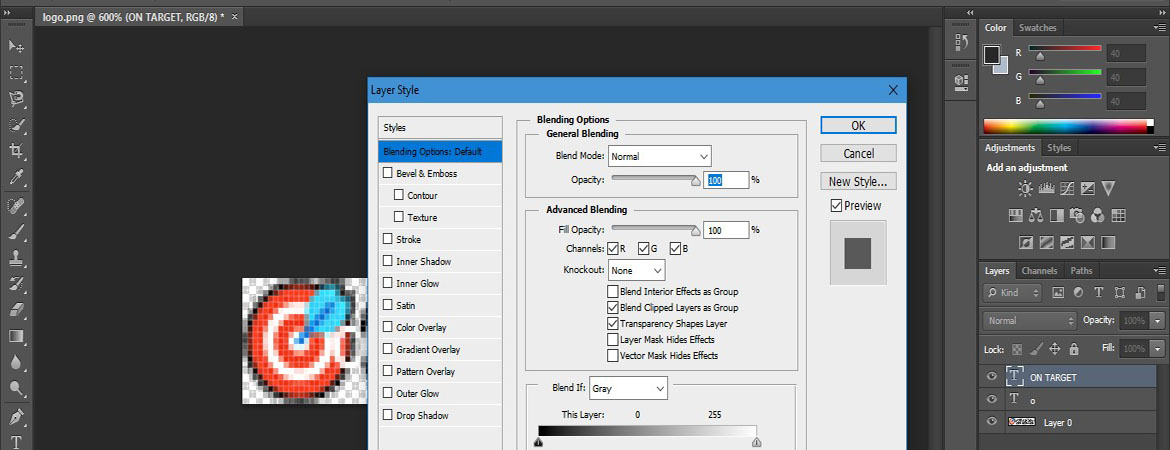 logo.png @ 600% (ON TARGET, RGB/8) *
Layer Style
Styles
Blending Options: Default
Bevel & Emboss
Contour
Texture
Stroke
Inner Shadow
Inner Glow
Satin
Color Overlay
Gradient Overlay
Pattern Overlay
Outer Glow
Drop Shadow
Blending Options
General Blending
Blend Mode: Normal
Opacity: 100 %
Advanced Blending
Fill Opacity: 100 %
Channels: R G B
Knockout: None
Blend Interior Effects as Group
Blend Clipped Layers as Group
Transparency Shapes Layer
Layer Mask Hides Effects
Vector Mask Hides Effects
Blend If: Gray
This Layer: 0 255
OK
Cancel
New Style...
Preview
Color Swatches
R 40
G 40
B 40
Adjustments Styles
Add an adjustment
Layers Channels Paths
Kind
Normal Opacity: 100%
Lock: Fill: 100%
T ON TARGET
T o
Layer 0
T